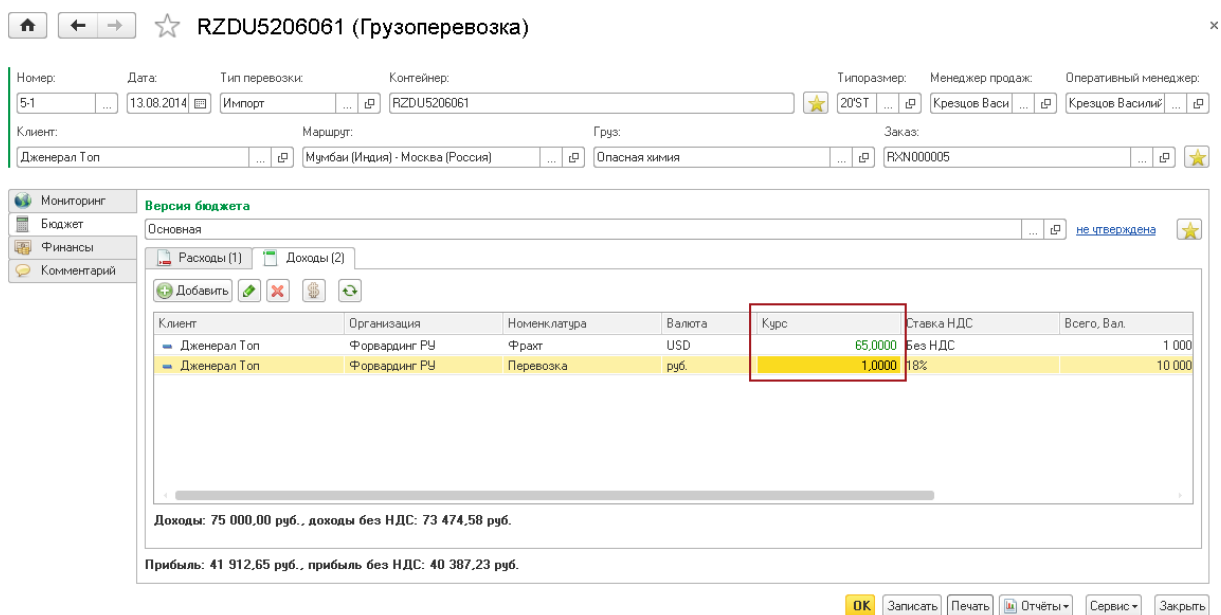 RZDU5206061 (Грузоперевозка)
Номер: Дата: Тип перевозки: Контейнер: Типоразмер: Менеджер продаж: Оперативный менеджер:
5-1 ... 13.08.2014 Импорт ... RZDU5206061 20'ST ... Крезцов Васи ... Крезцов Василий ...
Клиент: Маршрут: Груз: Заказ:
Дженерал Топ ... Мумбаи (Индия) - Москва (Россия) ... Опасная химия ... RXN000005 ...
Мониторинг
Бюджет
Финансы
Комментарий
Версия бюджета
Основная ... не утверждена
Расходы (1) Доходы (2)
Добавить
Клиент Организация Номенклатура Валюта Курс Ставка НДС Всего, Вал.
Дженерал Топ Форвардинг РУ Фрахт USD 65,0000 Без НДС 1 000
Дженерал Топ Форвардинг РУ Перевозка руб. 1,0000 18% 10 000
Доходы: 75 000,00 руб., доходы без НДС: 73 474,58 руб.
Прибыль: 41 912,65 руб., прибыль без НДС: 40 387,23 руб.
OK Записать Печать Отчёты Сервис Закрыть